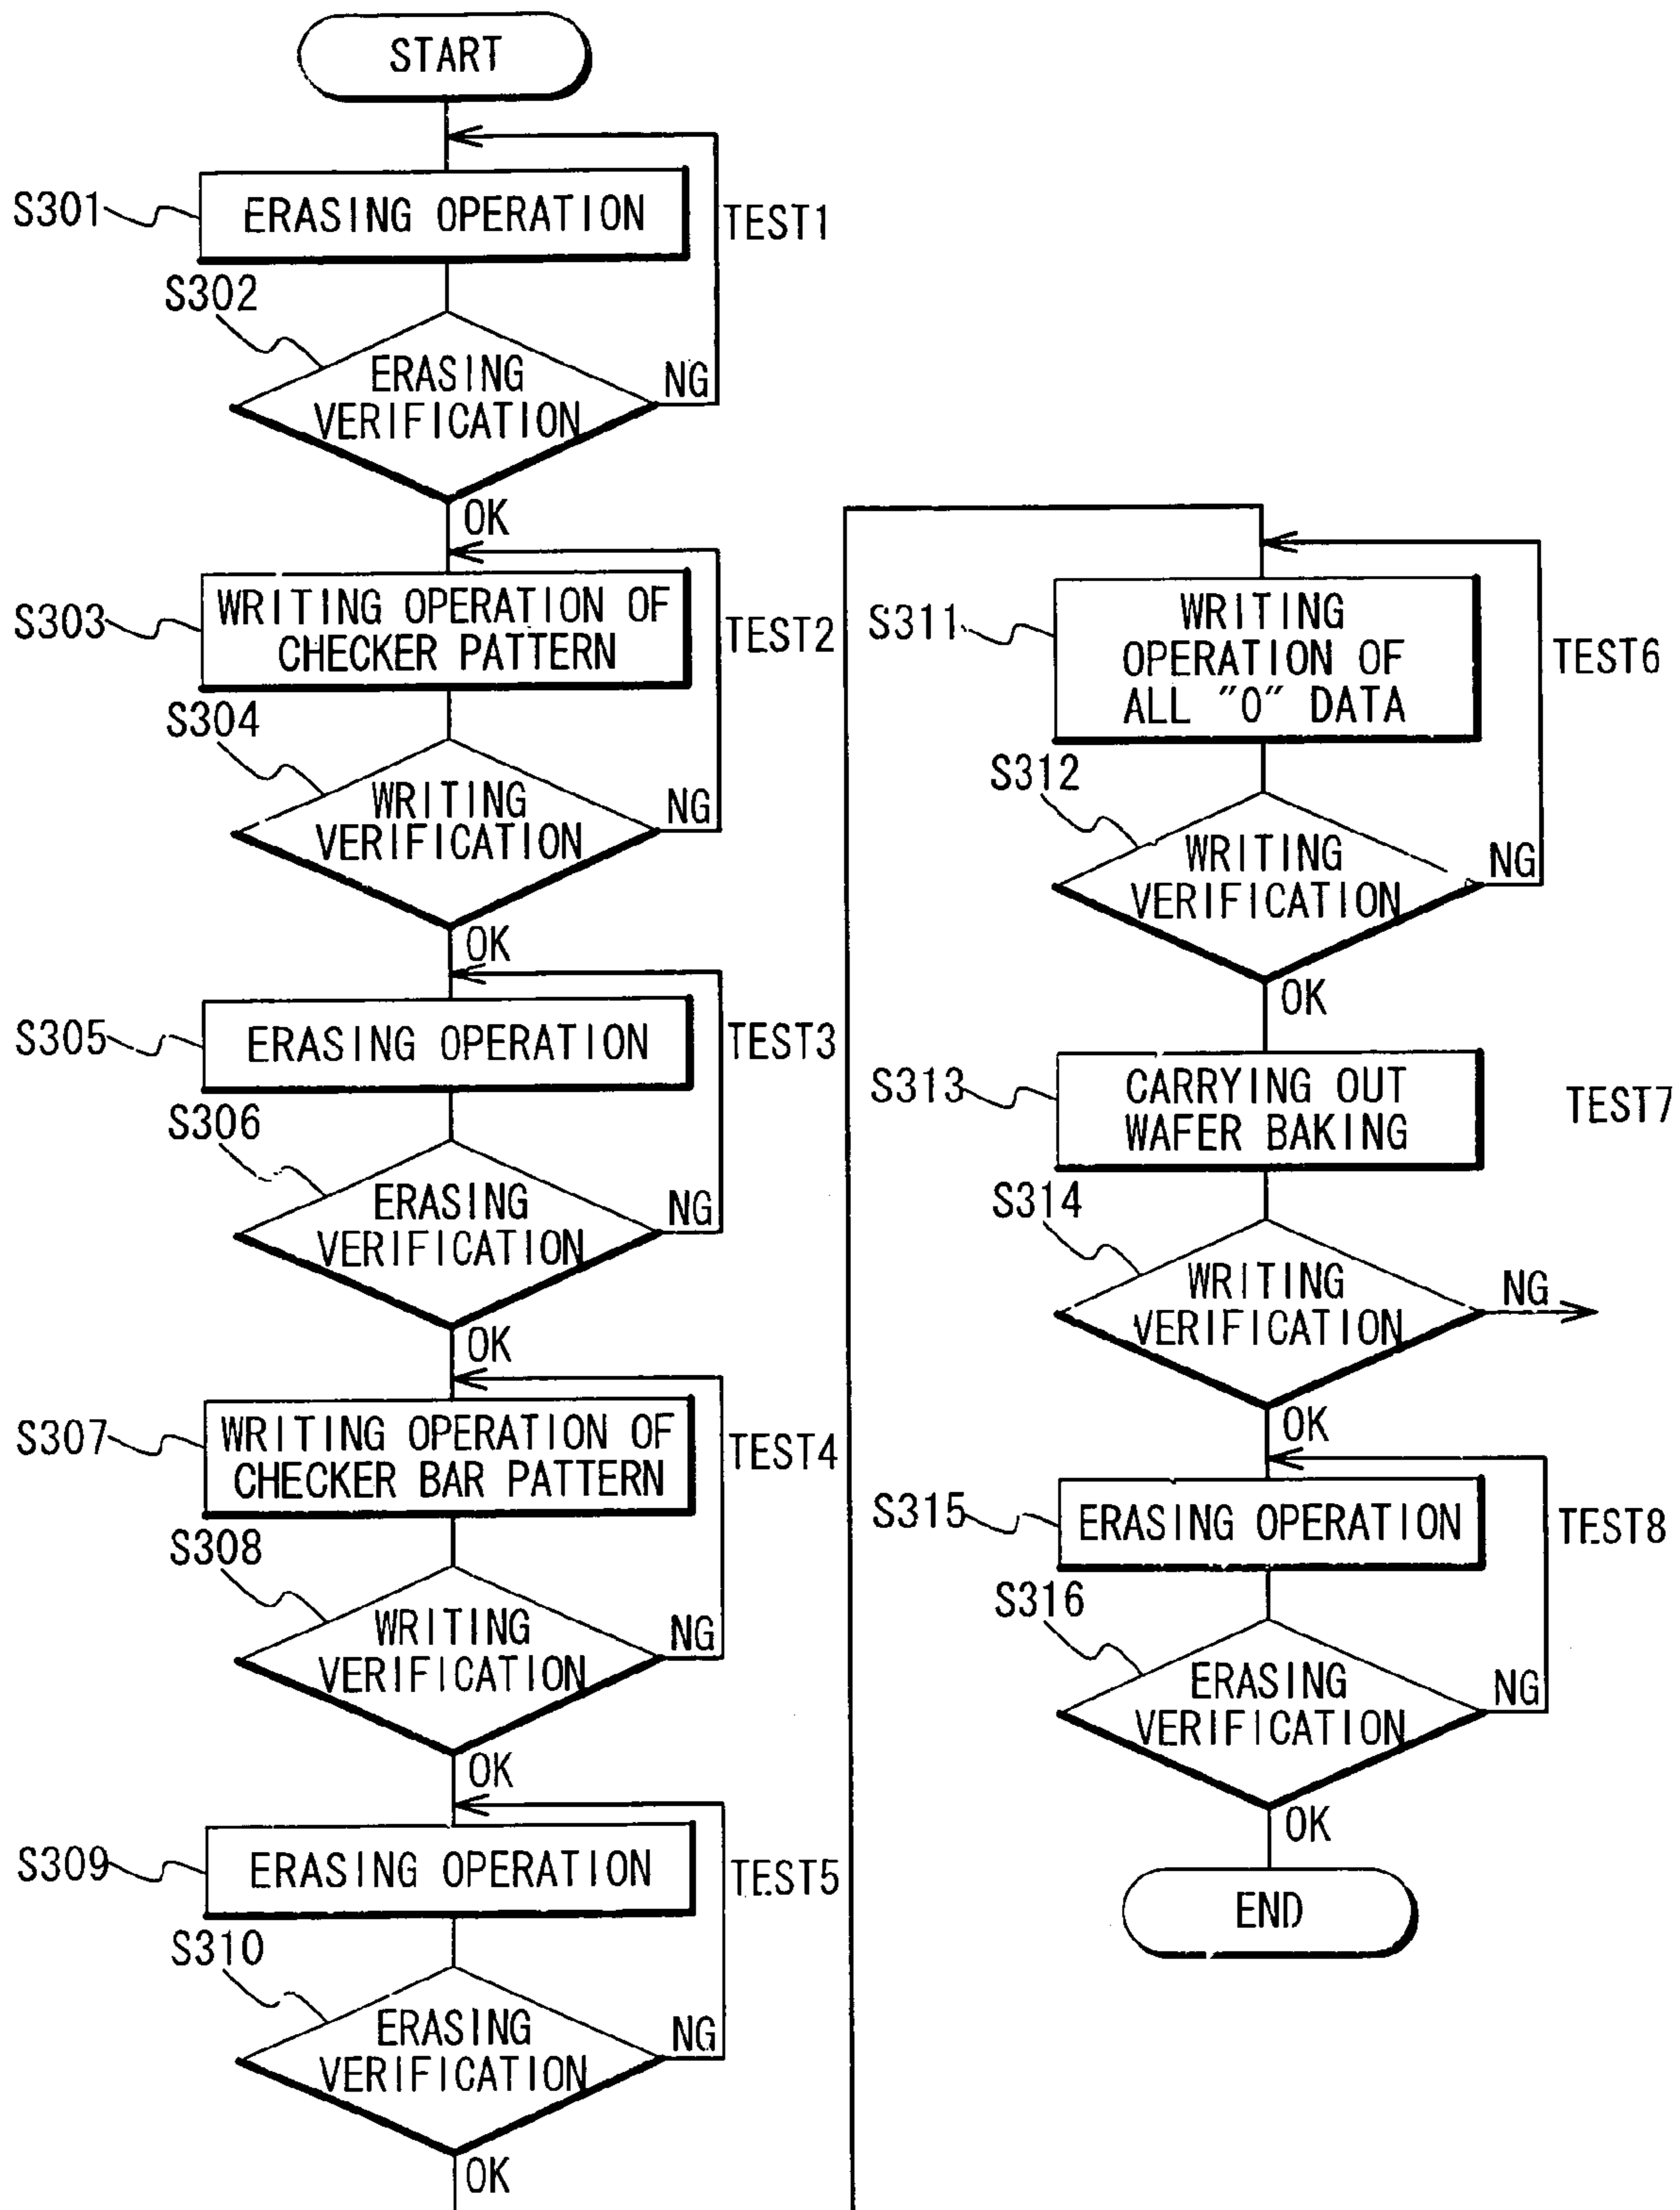 START
S301
ERASING OPERATION
TEST1
S302
ERASING
VERIFICATION
NG
OK
S303
WRITING OPERATION OF
CHECKER PATTERN
TEST2
S304
WRITING
VERIFICATION
NG
OK
S305
ERASING OPERATION
TEST3
S306
ERASING
VERIFICATION
NG
OK
S307
WRITING OPERATION OF
CHECKER BAR PATTERN
TEST4
S308
WRITING
VERIFICATION
NG
OK
S309
ERASING OPERATION
TEST5
S310
ERASING
VERIFICATION
NG
OK
S311
WRITING
OPERATION OF
ALL "0" DATA
TEST6
S312
WRITING
VERIFICATION
NG
OK
S313
CARRYING OUT
WAFER BAKING
TEST7
S314
WRITING
VERIFICATION
NG
OK
S315
ERASING OPERATION
TEST8
S316
ERASING
VERIFICATION
NG
OK
END